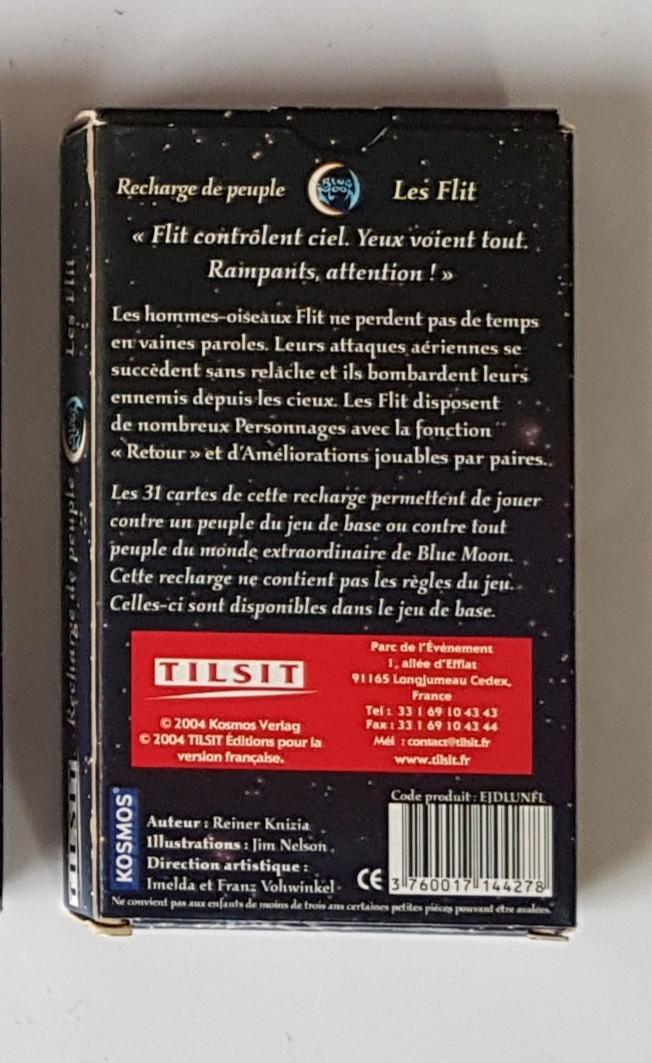 Recharge de peuple BLUE MOON Les Flit
« Flit contrôlent ciel. Yeux voient tout.
Rampants, attention ! »
Les hommes-oiseaux Flit ne perdent pas de temps
en vaines paroles. Leurs attaques aériennes se
succèdent sans relâche et ils bombardent leurs
ennemis depuis les cieux. Les Flit disposent
de nombreux Personnages avec la fonction
« Retour » et d'Améliorations jouables par paires.
Les 31 cartes de cette recharge permettent de jouer
contre un peuple du jeu de base ou contre tout
peuple du monde extraordinaire de Blue Moon.
Cette recharge ne contient pas les règles du jeu.
Celles-ci sont disponibles dans le jeu de base.
TILSIT
© 2004 Kosmos Verlag
© 2004 TILSIT Éditions pour la
version française.
Parc de l'Événement
1, allée d'Effiat
91165 Longjumeau Cedex,
France
Tel : 33 1 69 10 43 43
Fax : 33 1 69 10 43 44
Mél : contact@tilsit.fr
www.tilsit.fr
KOSMOS
Auteur : Reiner Knizia
Illustrations : Jim Nelson
Direction artistique :
Imelda et Franz Vohwinkel
Code produit : EJDLUNFL
CE
3 760017 144278
Ne convient pas aux enfants de moins de trois ans certaines petites pièces pouvant être avalées.
TILSIT Recharge de peuple Les Flit